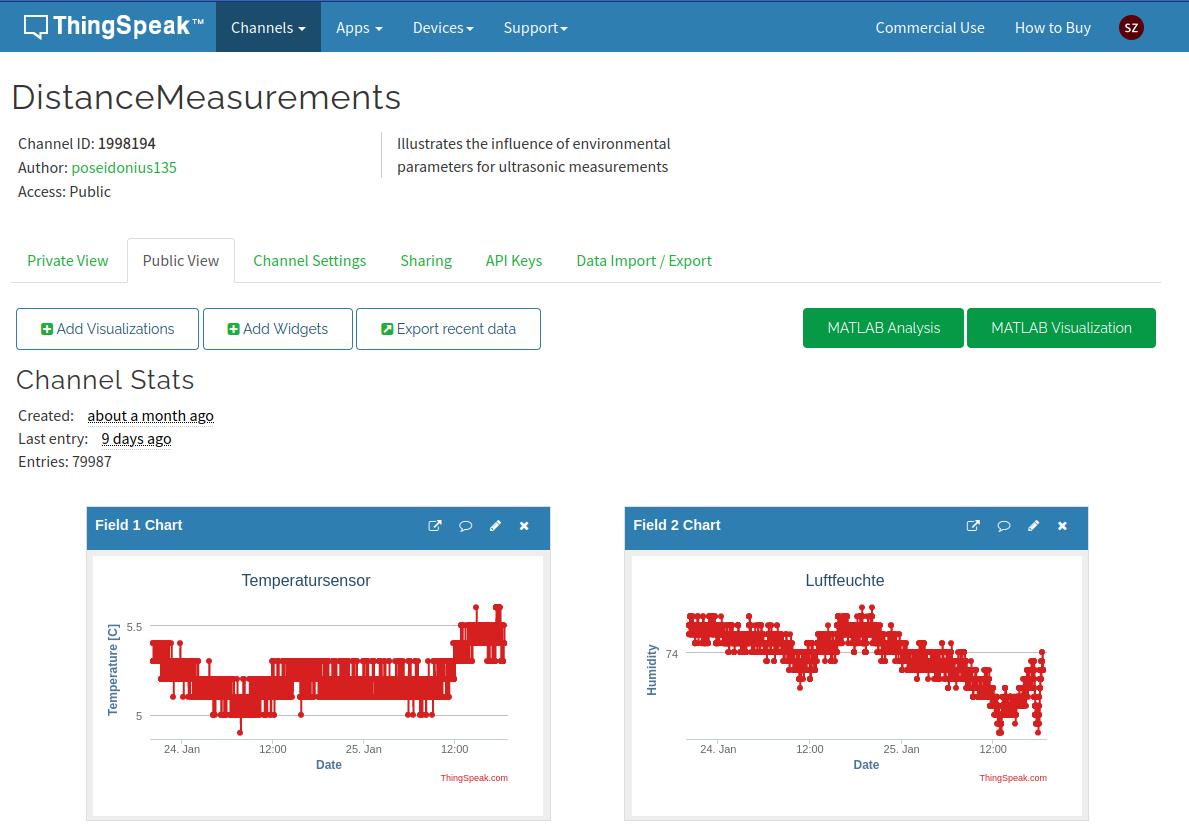 ThingSpeak™ Channels Apps Devices Support Commercial Use How to Buy SZ
DistanceMeasurements
Channel ID: 1998194
Author: poseidonius135
Access: Public
Illustrates the influence of environmental
parameters for ultrasonic measurements
Private View Public View Channel Settings Sharing API Keys Data Import / Export
Add Visualizations Add Widgets Export recent data MATLAB Analysis MATLAB Visualization
Channel Stats
Created: about a month ago
Last entry: 9 days ago
Entries: 79987
Field 1 Chart
Temperatursensor
Temperature [C]
5.5
5
24. Jan 12:00 25. Jan 12:00
Date
ThingSpeak.com
Field 2 Chart
Luftfeuchte
Humidity
74
24. Jan 12:00 25. Jan 12:00
Date
ThingSpeak.com